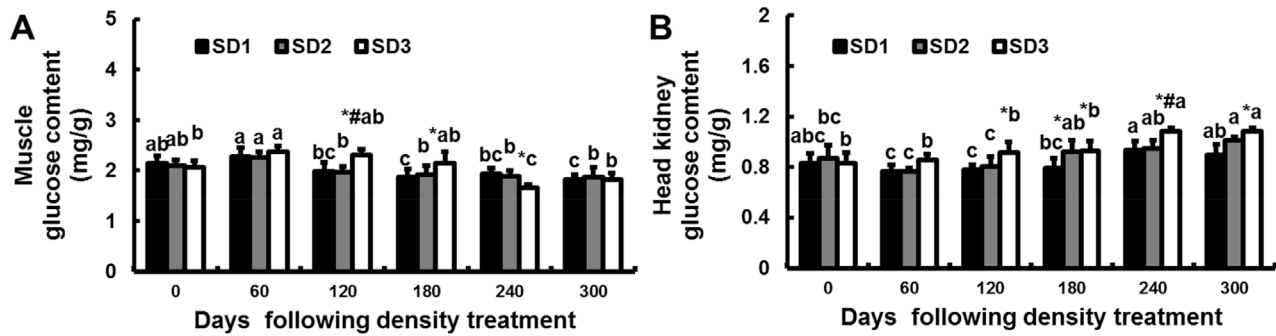 A
Muscle
glucose comtent
(mg/g)
5
4
3
2
1
0
SD1 SD2 SD3
ab ab b
a a a
bc b *#ab
c b *ab
bc b *c
c b b
0 60 120 180 240 300
Days following density treatment
B
Head kidney
glucose comtent
(mg/g)
2
1.6
1.2
0.8
0.4
0
SD1 SD2 SD3
abc bc b
c c b
c c *b
bc *ab *b
a ab *#a
ab a *a
0 60 120 180 240 300
Days following density treatment